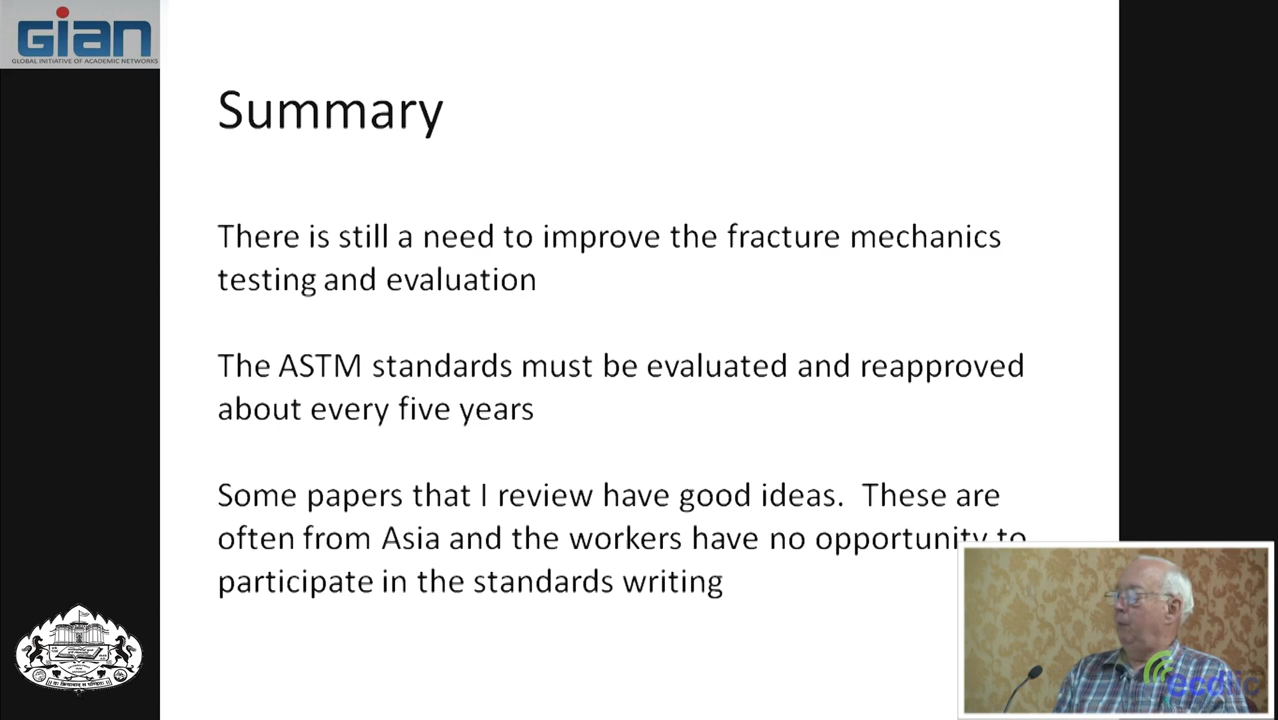 GIAN
GLOBAL INITIATIVE OF ACADEMIC NETWORKS
Summary
There is still a need to improve the fracture mechanics
testing and evaluation
The ASTM standards must be evaluated and reapproved
about every five years
Some papers that I review have good ideas.  These are
often from Asia and the workers have no opportunity to
participate in the standards writing
ecdlic